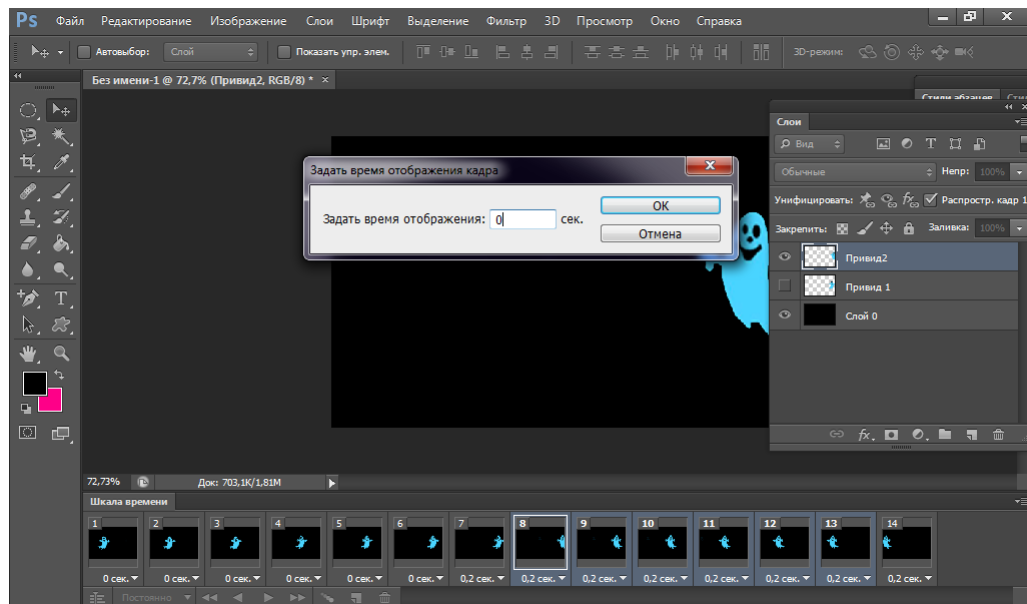 Ps Файл Редактирование Изображение Слои Шрифт Выделение Фильтр 3D Просмотр Окно Справка
Автовыбор: Слой Показать упр. элем. 3D-режим:
Без имени-1 @ 72,7% (Привид2, RGB/8) * ×
Стили абзацев
Слои
Вид
Обычные Непр: 100%
Унифицировать: Распростр. кадр 1
Закрепить: Заливка: 100%
Привид2
Привид 1
Слой 0
fx
Задать время отображения кадра
Задать время отображения: 0 сек.
ОК
Отмена
72,73% Док: 703,1K/1,81M
Шкала времени
1 2 3 4 5 6 7 8 9 10 11 12 13 14
0 сек. 0 сек. 0 сек. 0 сек. 0 сек. 0 сек. 0,2 сек. 0,2 сек. 0,2 сек. 0,2 сек. 0,2 сек. 0,2 сек. 0,2 сек. 0,2 сек.
Постоянно